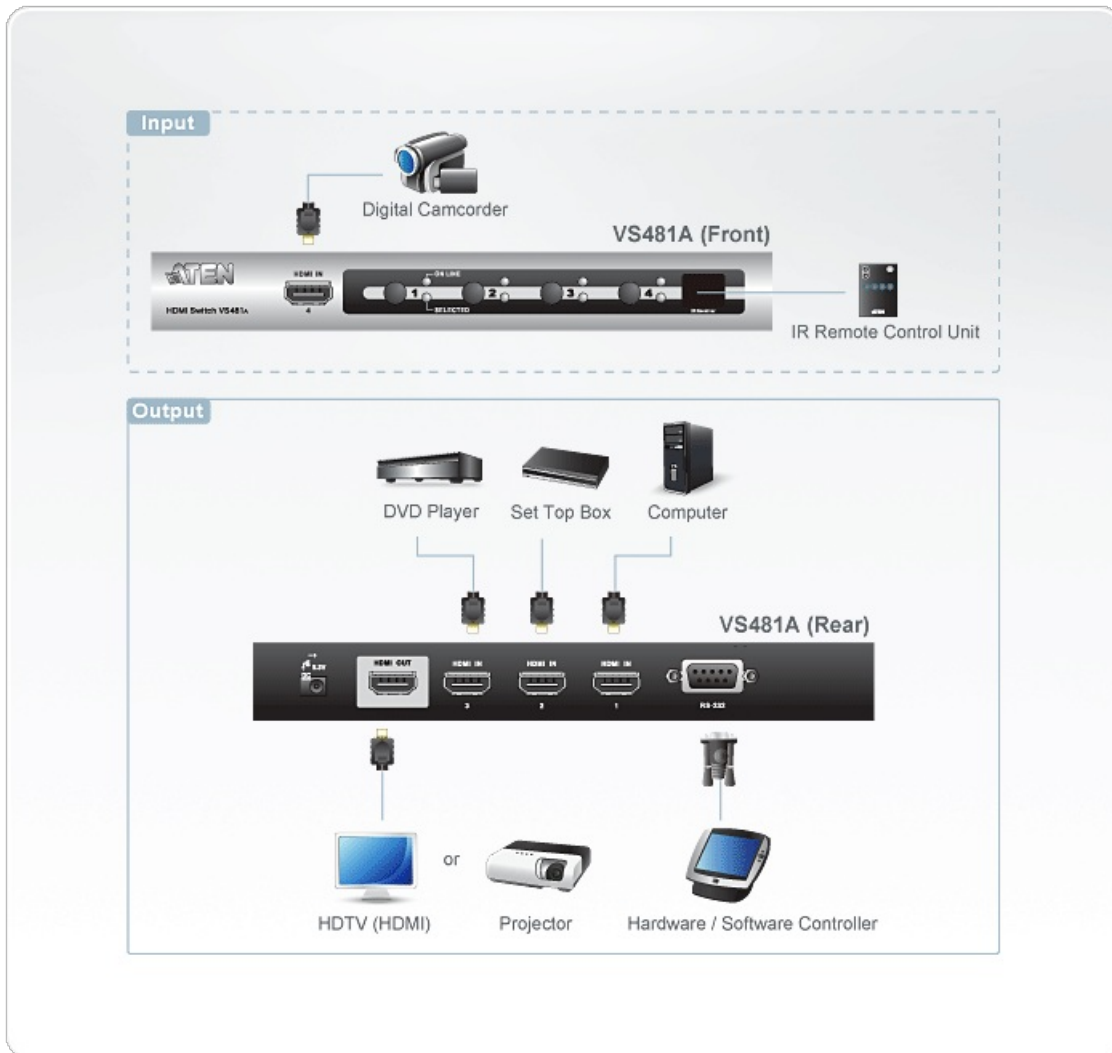 Input
Digital Camcorder
VS481A (Front)
ATEN
HDMI IN
4
HDMI Switch VS481A
ON LINE
1 2 3 4
SELECTED
IR Remote Control Unit
Output
DVD Player Set Top Box Computer
VS481A (Rear)
HDMI OUT HDMI IN HDMI IN HDMI IN
3 2 1 RS-232
HDTV (HDMI) or Projector Hardware / Software Controller